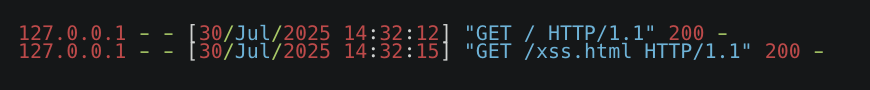 127.0.0.1 - - [30/Jul/2025 14:32:12] "GET / HTTP/1.1" 200 -
127.0.0.1 - - [30/Jul/2025 14:32:15] "GET /xss.html HTTP/1.1" 200 -